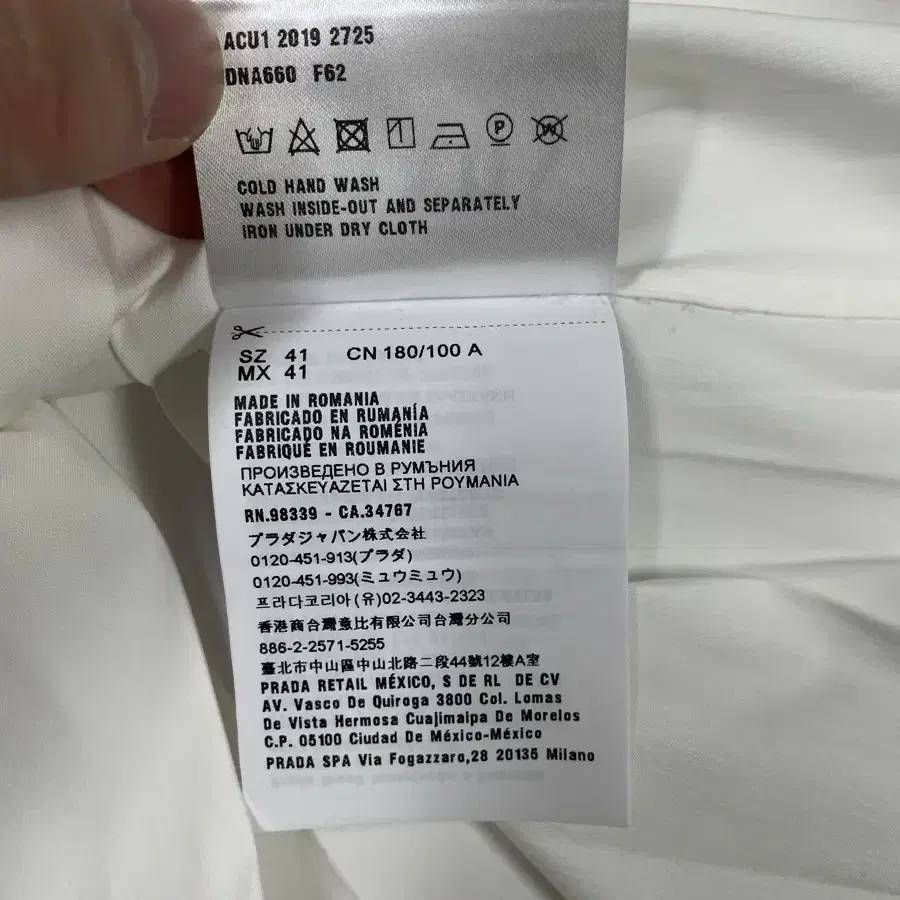 ACU1 2019 2725
DNA660 F62
P W
COLD HAND WASH
WASH INSIDE-OUT AND SEPARATELY
IRON UNDER DRY CLOTH
SZ 41 CN 180/100 A
MX 41
MADE IN ROMANIA
FABRICADO EN RUMANÍA
FABRICADO NA ROMÉNIA
FABRIQUÉ EN ROUMANIE
ПРОИЗВЕДЕНО В РУМЪНИЯ
ΚΑΤΑΣΚΕΥΑΖΕΤΑΙ ΣΤΗ ΡΟΥΜΑΝΙΑ
RN.98339 - CA.34767
プラダジャパン株式会社
0120-451-913(プラダ)
0120-451-993(ミュウミュウ)
프라다코리아(유)02-3443-2323
香港商台灣意比有限公司台灣分公司
886-2-2571-5255
臺北市中山區中山北路二段44號12樓A室
PRADA RETAIL MÉXICO, S DE RL DE CV
AV. Vasco De Quiroga 3800 Col. Lomas
De Vista Hermosa Cuajimalpa De Morelos
C.P. 05100 Ciudad De México-México
PRADA SPA Via Fogazzaro,28 20135 Milano